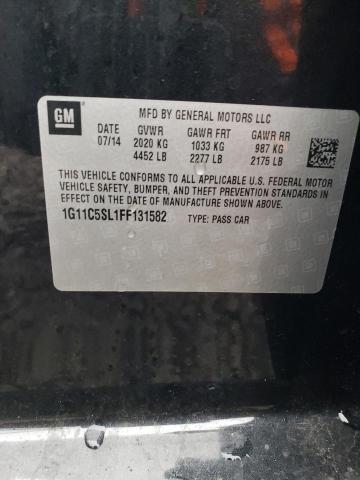 GM
MFD BY GENERAL MOTORS LLC
DATE GVWR GAWR FRT GAWR RR
07/14 2020 KG 1033 KG 987 KG
4452 LB 2277 LB 2175 LB
THIS VEHICLE CONFORMS TO ALL APPLICABLE U.S. FEDERAL MOTOR
VEHICLE SAFETY, BUMPER, AND THEFT PREVENTION STANDARDS
IN EFFECT ON THE DATE OF MANUFACTURE SHOWN ABOVE.
1G11C5SL1FF131582 TYPE: PASS CAR